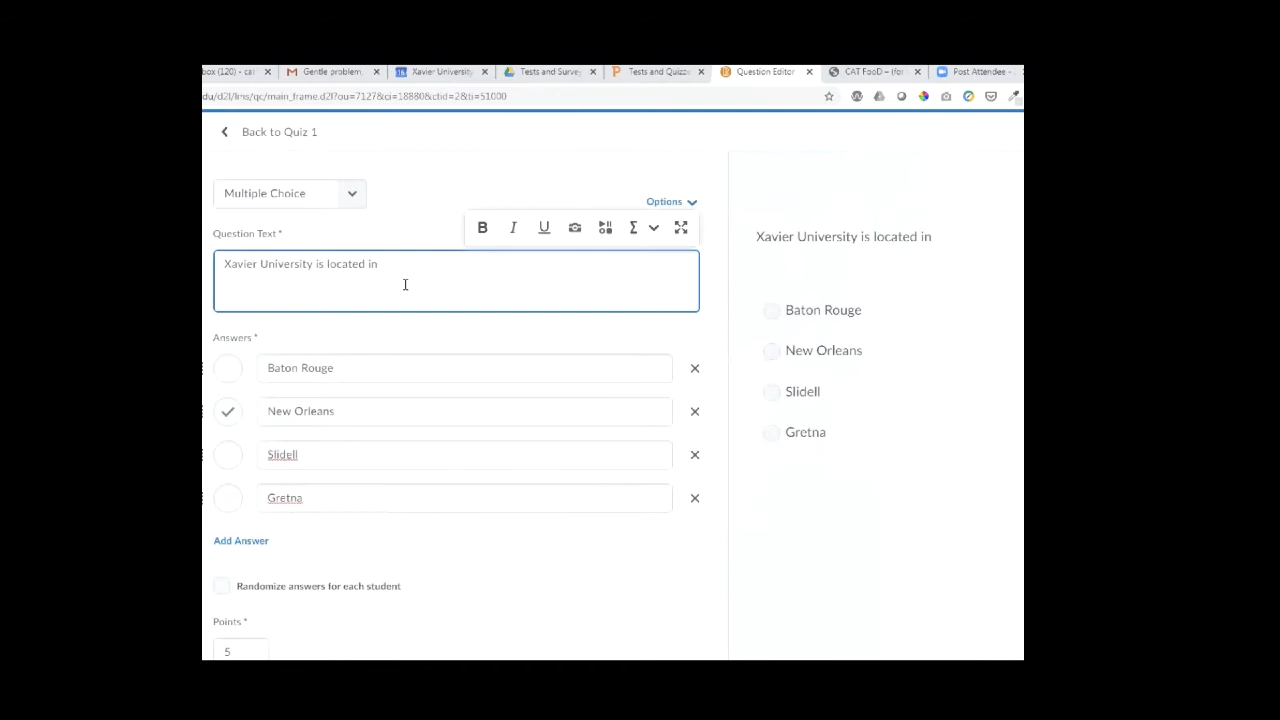 box (120) - car
Gentle problem,
Xavier University
Tests and Survey
Tests and Quizz
Question Editor
CAT FooD – (for
Post Attendee -
du/d2l/lms/qc/main_frame.d2l?ou=7127&ci=18880&ctid=2&ti=51000
Back to Quiz 1
Multiple Choice
Options
Question Text *
B I U Σ
Xavier University is located in
Answers *
Baton Rouge
New Orleans
Slidell
Gretna
Add Answer
Randomize answers for each student
Points *
5
Xavier University is located in
Baton Rouge
New Orleans
Slidell
Gretna